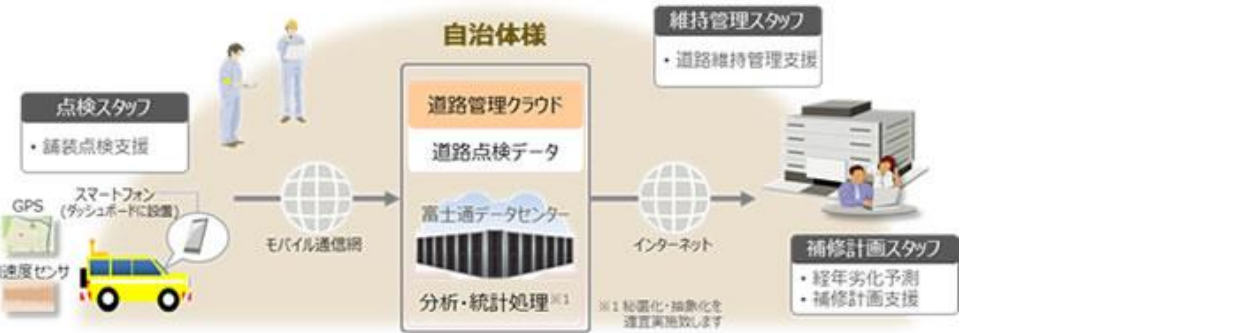 自治体様
維持管理スタッフ
・道路維持管理支援
点検スタッフ
・舗装点検支援
道路管理クラウド
道路点検データ
スマートフォン
(ダッシュボードに設置)
GPS
速度センサ
モバイル通信網
富士通データセンター
分析・統計処理※1
インターネット
※1 秘匿化・抽象化を
適宜実施致します
補修計画スタッフ
・経年劣化予測
・補修計画支援